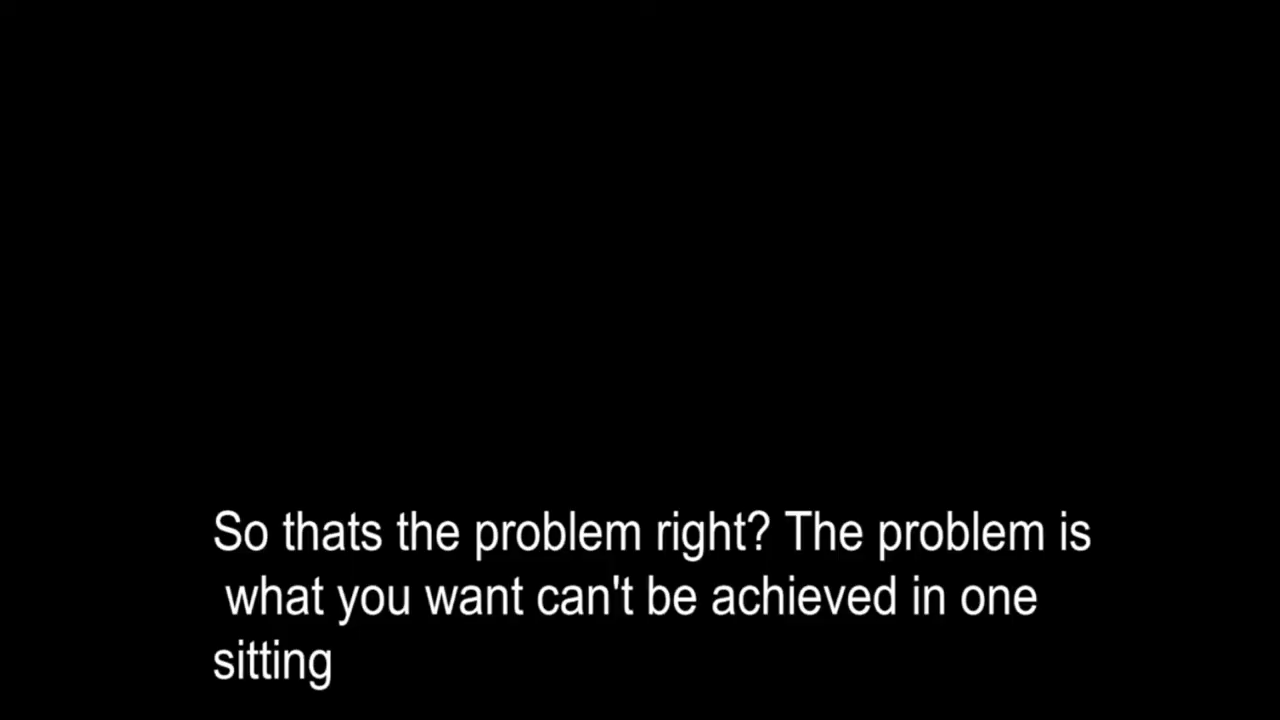 So thats the problem right? The problem is
what you want can't be achieved in one
sitting